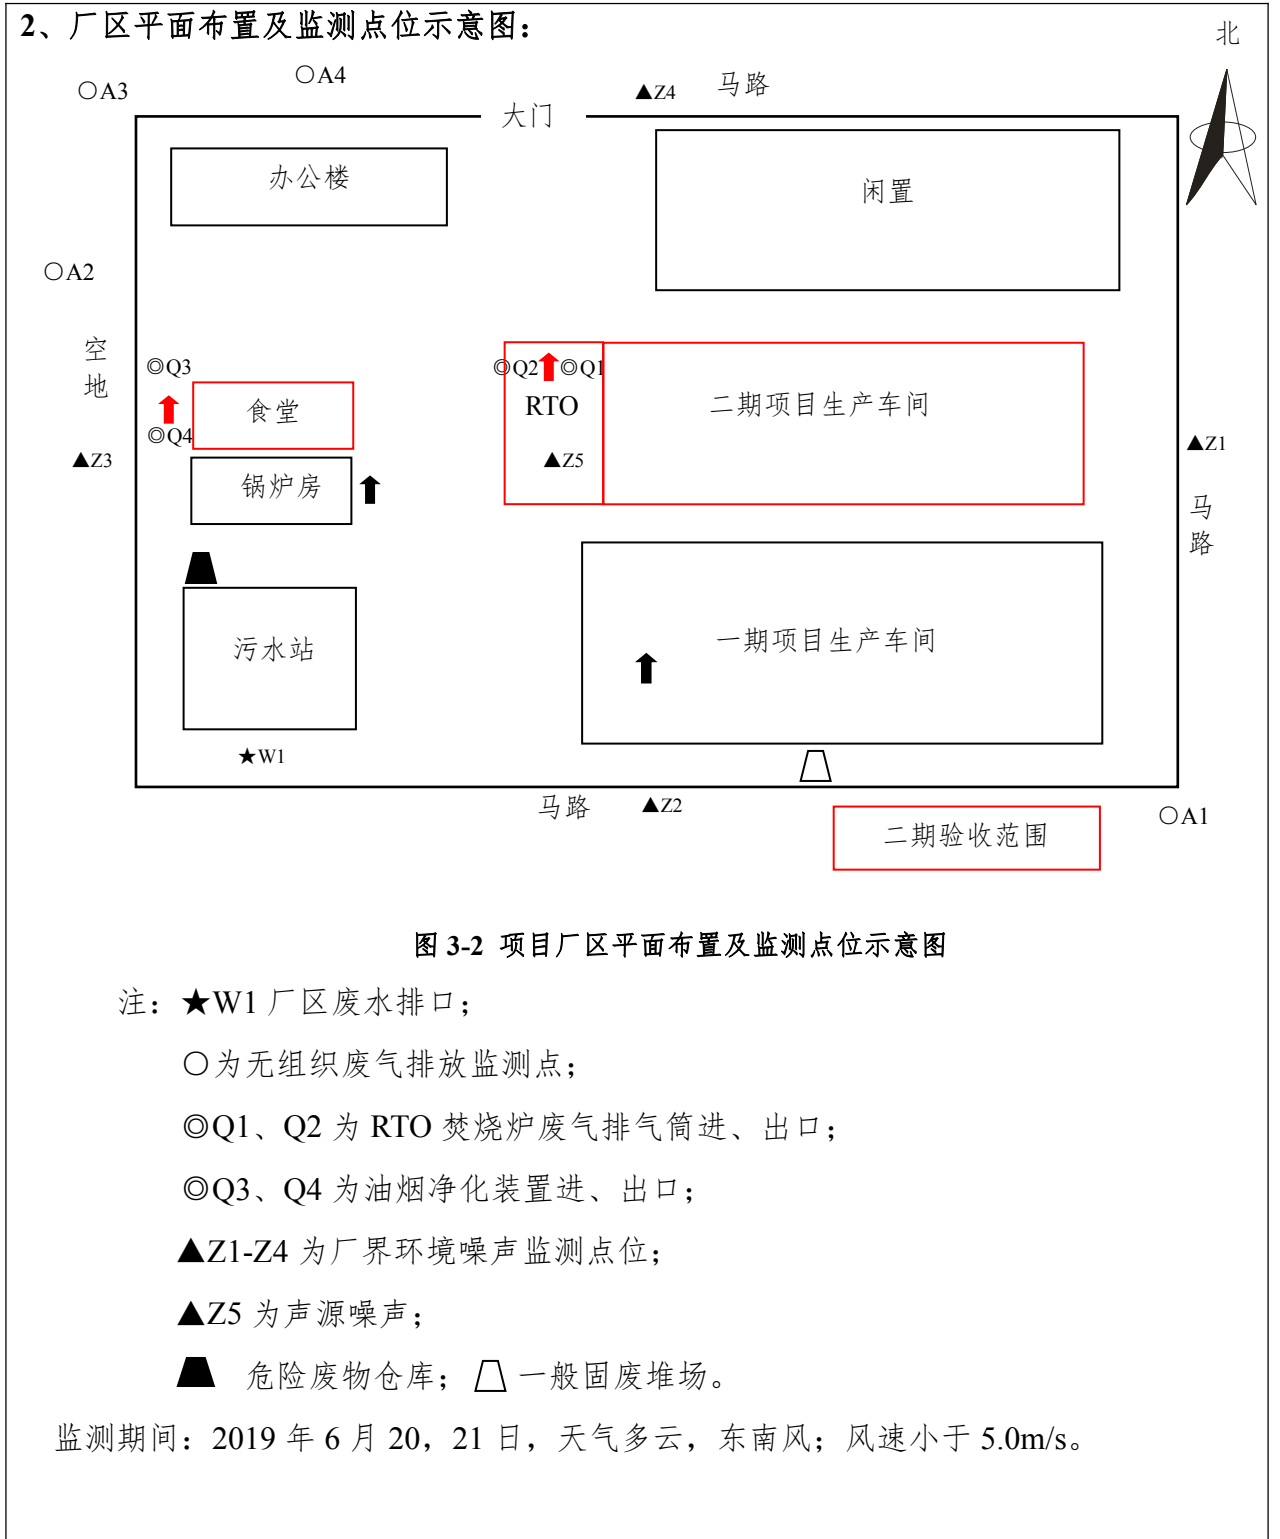 2、厂区平面布置及监测点位示意图：
北
○A3
○A4
▲Z4
马路
大门
办公楼
闲置
○A2
空地
◎Q3
◎Q2
◎Q1
食堂
RTO
二期项目生产车间
◎Q4
▲Z3
▲Z5
▲Z1
锅炉房
马路
污水站
一期项目生产车间
★W1
马路
▲Z2
○A1
二期验收范围
图 3-2 项目厂区平面布置及监测点位示意图
注：★W1 厂区废水排口；
○为无组织废气排放监测点；
◎Q1、Q2 为 RTO 焚烧炉废气排气筒进、出口；
◎Q3、Q4 为油烟净化装置进、出口；
▲Z1-Z4 为厂界环境噪声监测点位；
▲Z5 为声源噪声；
危险废物仓库； 一般固废堆场。
监测期间：2019 年 6 月 20，21 日，天气多云，东南风；风速小于 5.0m/s。